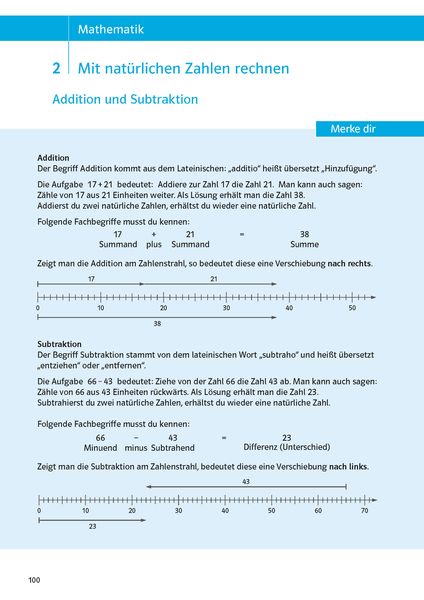 Mathematik
2 Mit natürlichen Zahlen rechnen
Addition und Subtraktion
Merke dir
Addition
Der Begriff Addition kommt aus dem Lateinischen: „additio“ heißt übersetzt „Hinzufügung“.
Die Aufgabe 17 + 21 bedeutet: Addiere zur Zahl 17 die Zahl 21. Man kann auch sagen:
Zähle von 17 aus 21 Einheiten weiter. Als Lösung erhält man die Zahl 38.
Addierst du zwei natürliche Zahlen, erhältst du wieder eine natürliche Zahl.
Folgende Fachbegriffe musst du kennen:
17 + 21 = 38
Summand plus Summand Summe
Zeigt man die Addition am Zahlenstrahl, so bedeutet diese eine Verschiebung nach rechts.
17 21
0 10 20 30 40 50
38
Subtraktion
Der Begriff Subtraktion stammt von dem lateinischen Wort „subtraho“ und heißt übersetzt
„entziehen“ oder „entfernen“.
Die Aufgabe 66 – 43 bedeutet: Ziehe von der Zahl 66 die Zahl 43 ab. Man kann auch sagen:
Zähle von 66 aus 43 Einheiten rückwärts. Als Lösung erhält man die Zahl 23.
Subtrahierst du zwei natürliche Zahlen, erhältst du wieder eine natürliche Zahl.
Folgende Fachbegriffe musst du kennen:
66 – 43 = 23
Minuend minus Subtrahend Differenz (Unterschied)
Zeigt man die Subtraktion am Zahlenstrahl, bedeutet diese eine Verschiebung nach links.
43
0 10 20 30 40 50 60 70
23
100